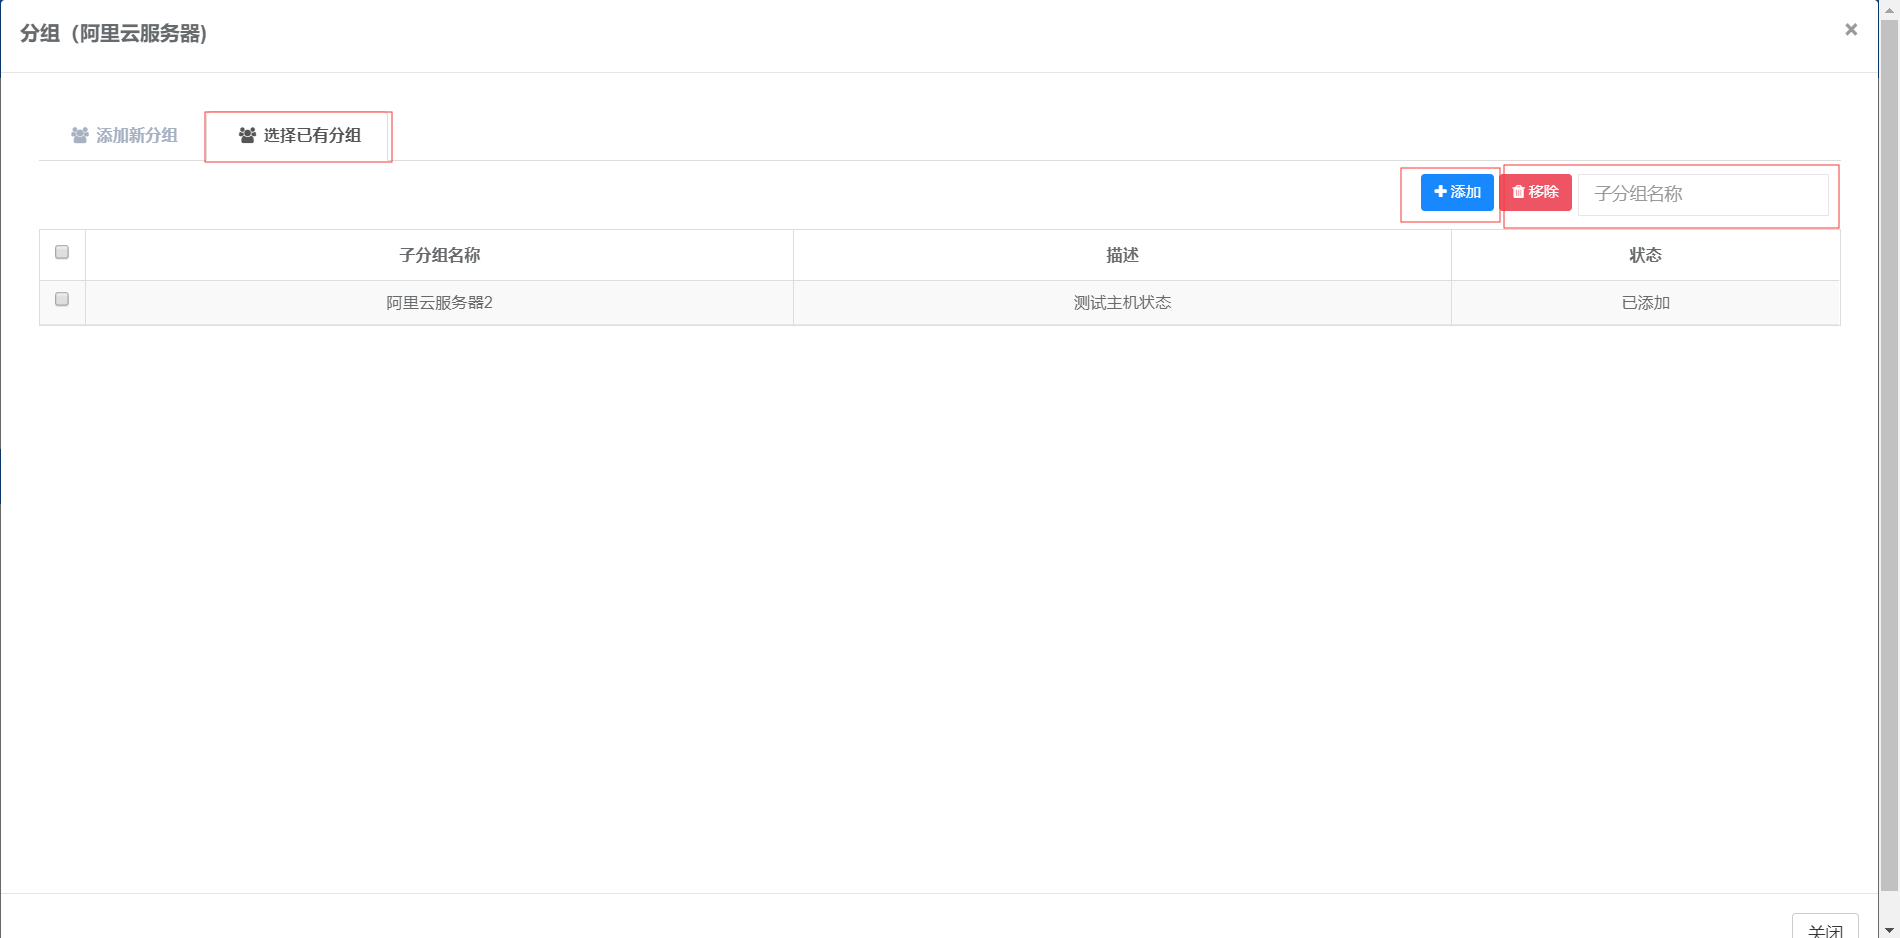 分组（阿里云服务器)
×
添加新分组 选择已有分组
添加 移除 子分组名称
子分组名称 描述 状态
阿里云服务器2 测试主机状态 已添加
关闭